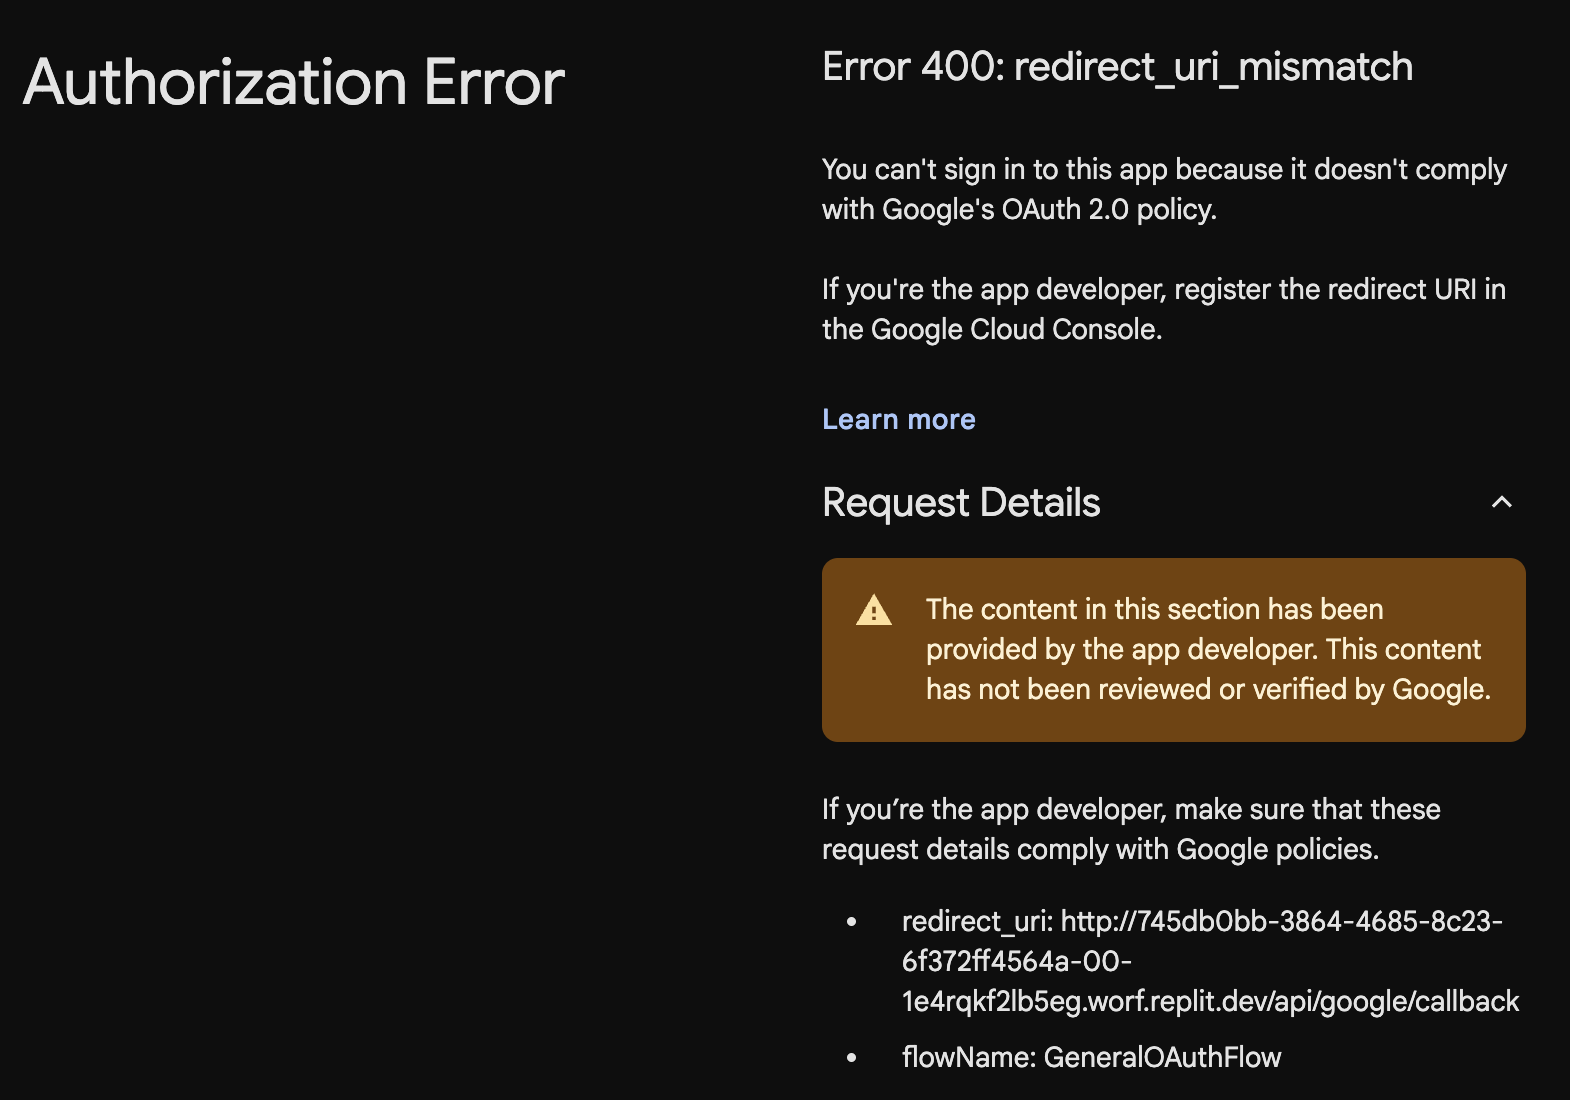 Authorization Error
Error 400: redirect_uri_mismatch
You can't sign in to this app because it doesn't comply
with Google's OAuth 2.0 policy.
If you're the app developer, register the redirect URI in
the Google Cloud Console.
Learn more
Request Details
The content in this section has been
provided by the app developer. This content
has not been reviewed or verified by Google.
If you’re the app developer, make sure that these
request details comply with Google policies.
• redirect_uri: http://745db0bb-3864-4685-8c23-
6f372ff4564a-00-
1e4rqkf2lb5eg.worf.replit.dev/api/google/callback
• flowName: GeneralOAuthFlow